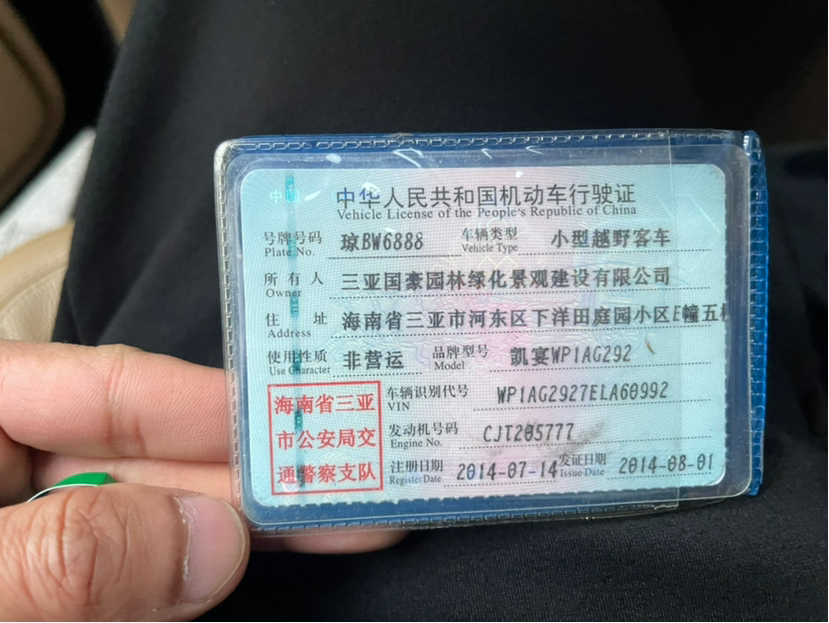 中国
中华人民共和国机动车行驶证
Vehicle License of the People's Republic of China
号牌号码 琼BW6888 车辆类型 小型越野客车
Plate No. Vehicle Type
所有人 三亚国豪园林绿化景观建设有限公司
Owner
住址 海南省三亚市河东区下洋田庭园小区E幢五
Address
使用性质 非营运 品牌型号 凯宴WP1AG292
Use Character Model
海南省三亚
市公安局交
通警察支队
车辆识别代号 WP1AG2927ELA60992
VIN
发动机号码 CJT205777
Engine No.
注册日期 2014-07-14 发证日期 2014-08-01
Register Date Issue Date